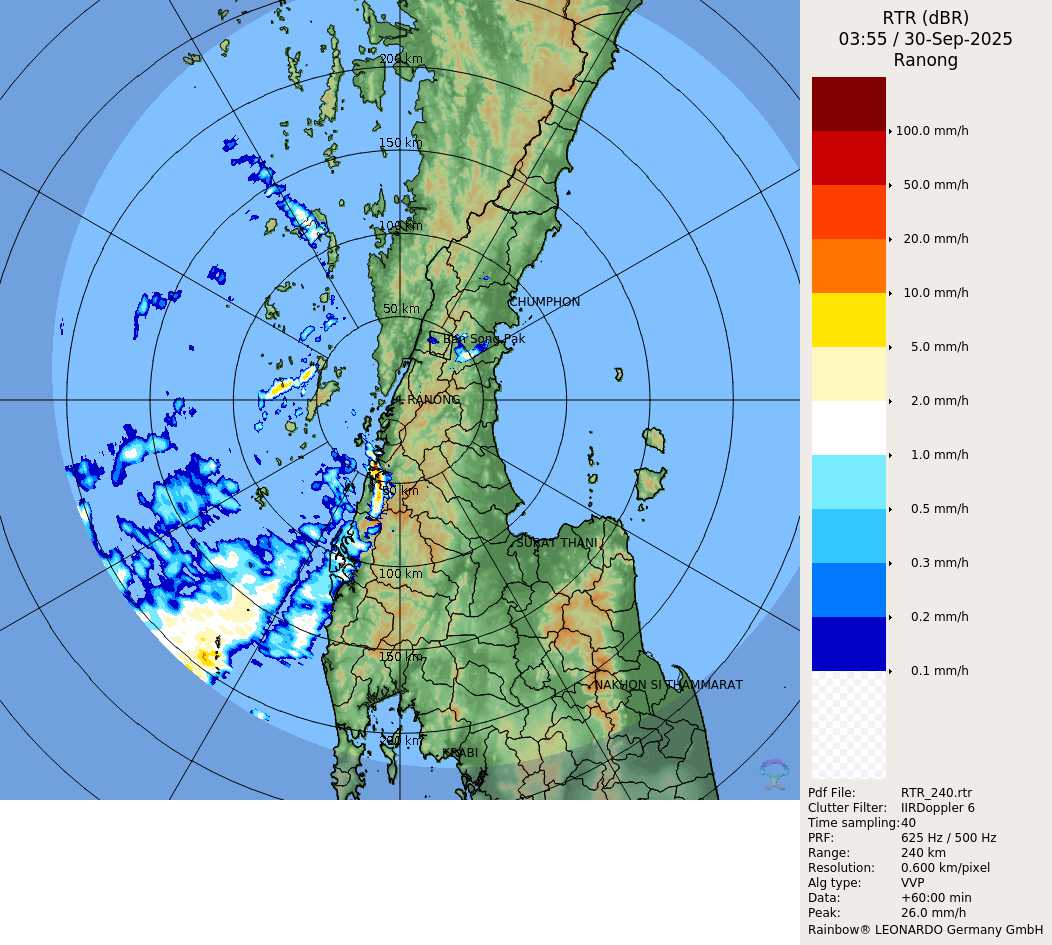 RTR (dBR)
03:55 / 30-Sep-2025
Ranong
200 km
150 km
100 km
50 km
CHUMPHON
Ban Song Pak
RANONG
50 km
SURAT THANI
100 km
150 km
NAKHON SI THAMMARAT
200 km
KRABI
100.0 mm/h
50.0 mm/h
20.0 mm/h
10.0 mm/h
5.0 mm/h
2.0 mm/h
1.0 mm/h
0.5 mm/h
0.3 mm/h
0.2 mm/h
0.1 mm/h
Pdf File: RTR_240.rtr
Clutter Filter: IIRDoppler 6
Time sampling:40
PRF: 625 Hz / 500 Hz
Range: 240 km
Resolution: 0.600 km/pixel
Alg type: VVP
Data: +60:00 min
Peak: 26.0 mm/h
Rainbow® LEONARDO Germany GmbH